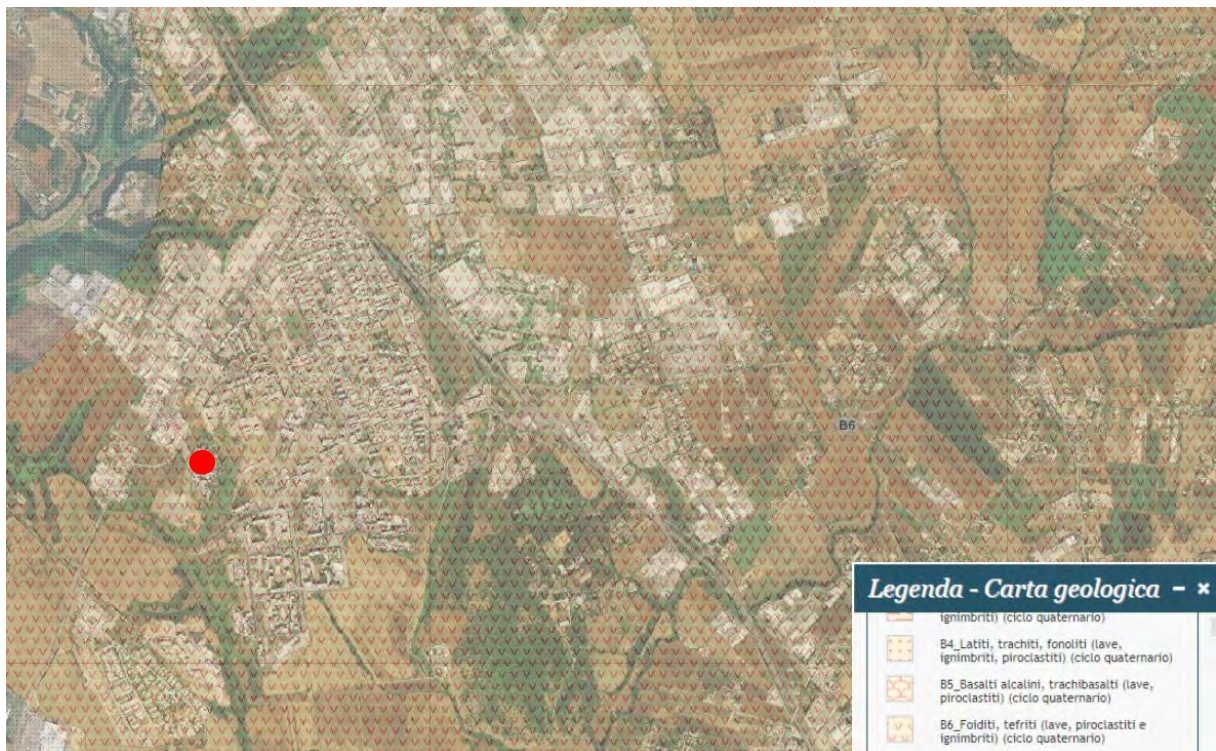 B6
Legenda - Carta geologica – ×
ignimbriti) (ciclo quaternario)
B4_Latiti, trachiti, fonoliti (lave,
ignimbriti, piroclastiti) (ciclo quaternario)
B5_Basalti alcalini, trachibasalti (lave,
piroclastiti) (ciclo quaternario)
B6_Foiditi, tefriti (lave, piroclastiti e
ignimbriti) (ciclo quaternario)